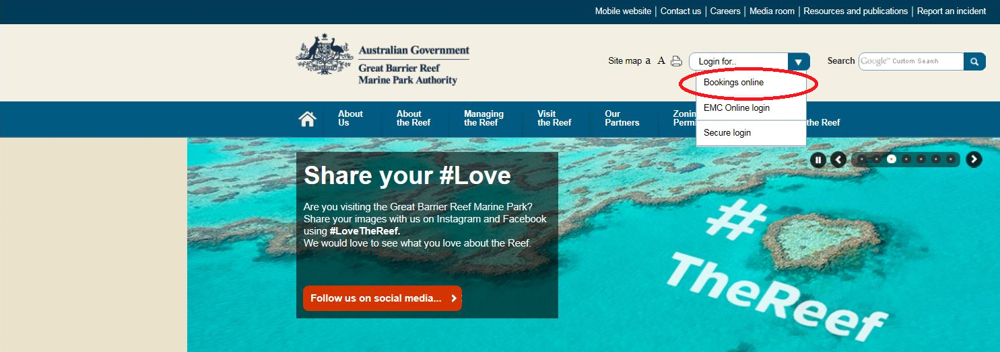 Mobile website | Contact us | Careers | Media room | Resources and publications | Report an incident
Australian Government
Great Barrier Reef
Marine Park Authority
Site map a A
Login for..
Search Google™ Custom Search
Bookings online
EMC Online login
Secure login
About Us
About the Reef
Managing the Reef
Visit the Reef
Our Partners
Zonin
Permi
the Reef
Share your #Love
Are you visiting the Great Barrier Reef Marine Park?
Share your images with us on Instagram and Facebook
using #LoveTheReef.
We would love to see what you love about the Reef.
Follow us on social media...
#
TheReef